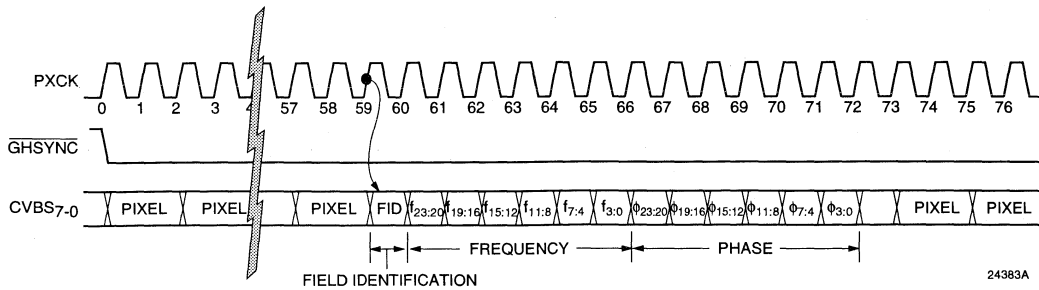 PXCK
0 1 2 3 4 57 58 59 60 61 62 63 64 65 66 67 68 69 70 71 72 73 74 75 76
GHSYNC
CVBS7-0 PIXEL PIXEL PIXEL FID f23:20 f19:16 f15:12 f11:8 f7:4 f3:0 ϕ23:20 ϕ19:16 ϕ15:12 ϕ11:8 ϕ7:4 ϕ3:0 PIXEL PIXEL
FREQUENCY PHASE
FIELD IDENTIFICATION
24383A